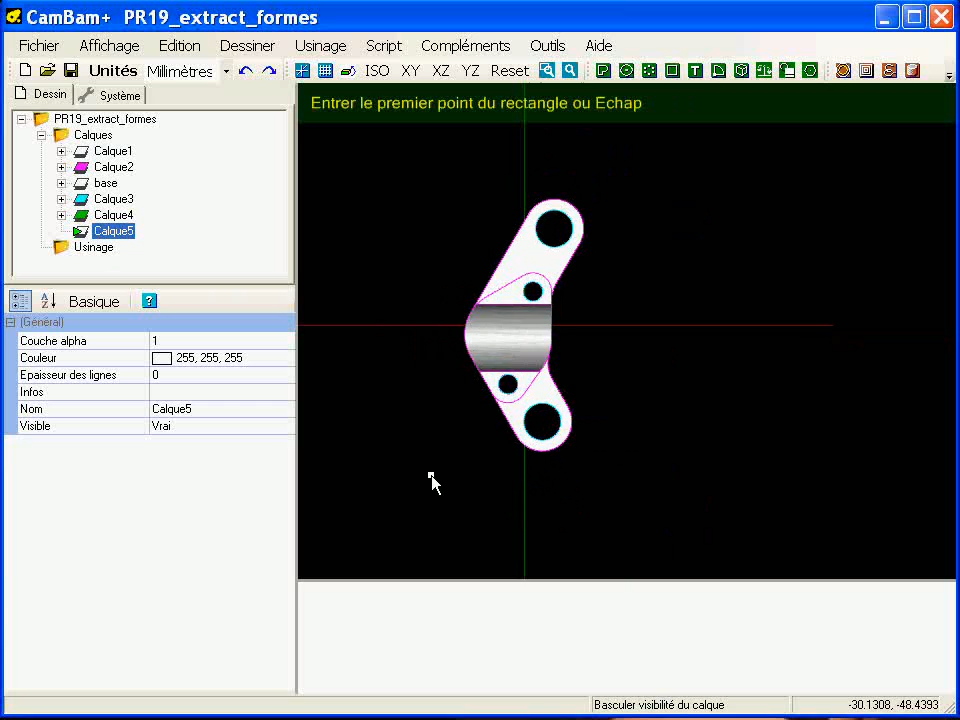 CamBam+ PR19_extract_formes
Fichier Affichage Edition Dessiner Usinage Script Compléments Outils Aide
Unités Millimètres ISO XY XZ YZ Reset
Dessin Système
PR19_extract_formes
Calques
Calque1
Calque2
base
Calque3
Calque4
Calque5
Usinage
Entrer le premier point du rectangle ou Echap
Basique
(Général)
Couche alpha 1
Couleur 255, 255, 255
Epaisseur des lignes 0
Infos
Nom Calque5
Visible Vrai
Basculer visibilité du calque -30.1308, -48.4393